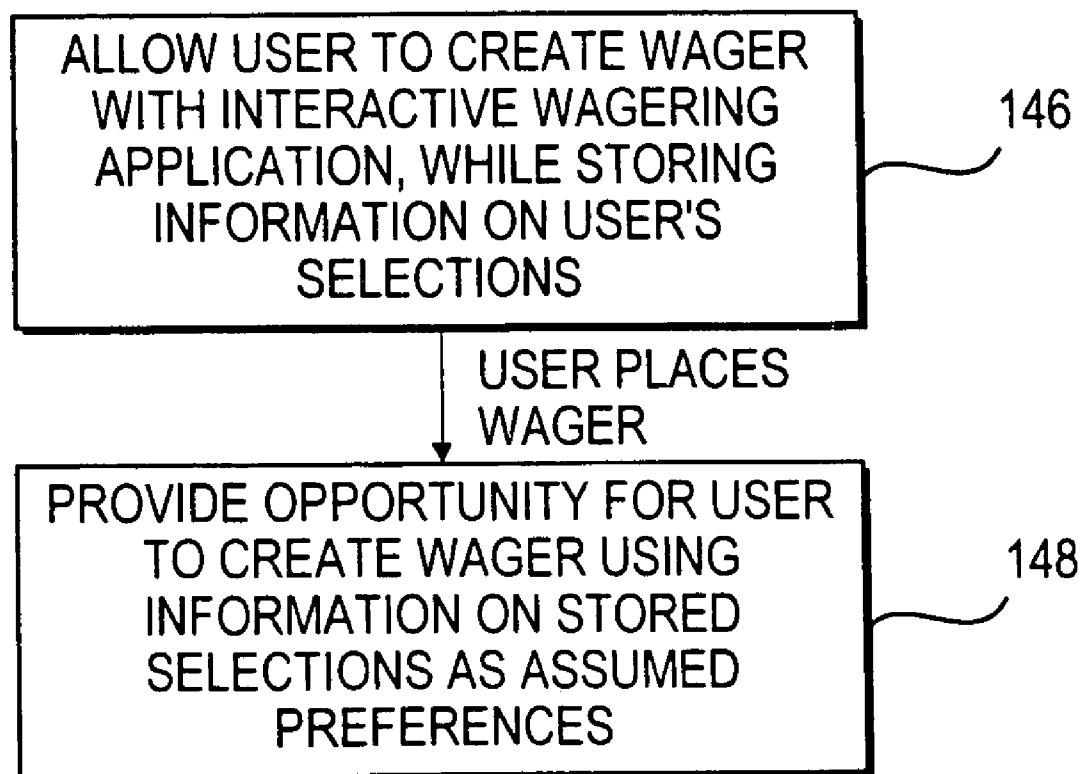 ALLOW USER TO CREATE WAGER
WITH INTERACTIVE WAGERING
APPLICATION, WHILE STORING
INFORMATION ON USER'S
SELECTIONS
146
USER PLACES
WAGER
PROVIDE OPPORTUNITY FOR USER
TO CREATE WAGER USING
INFORMATION ON STORED
SELECTIONS AS ASSUMED
PREFERENCES
148